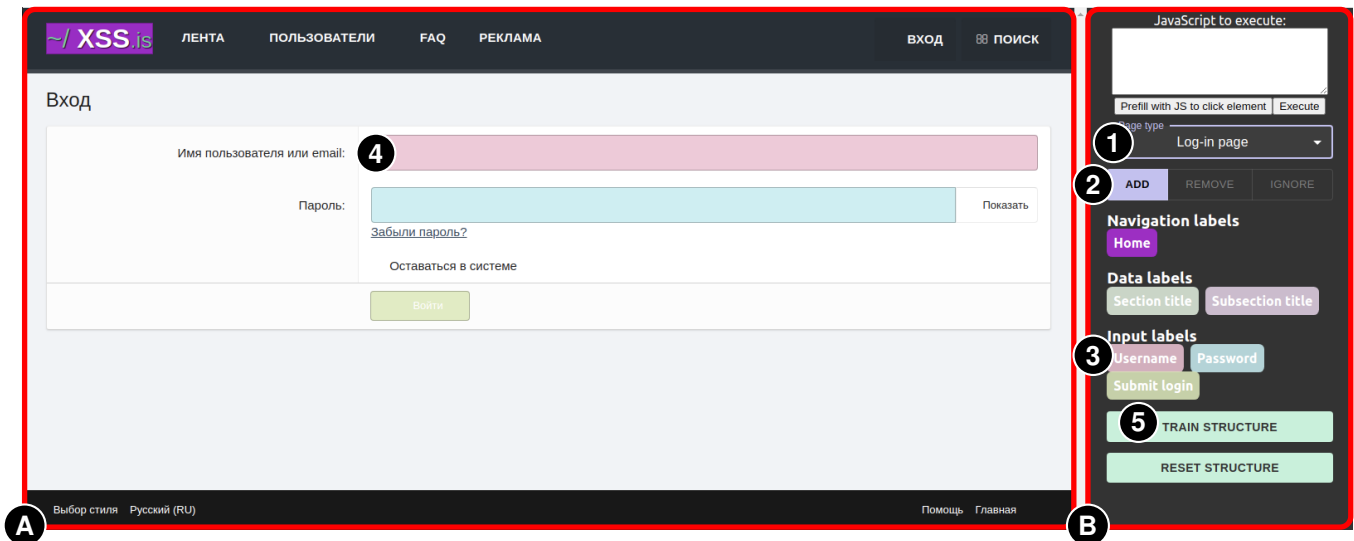 ~/ XSS.is ЛЕНТА ПОЛЬЗОВАТЕЛИ FAQ РЕКЛАМА ВХОД ПОИСК
Вход
Имя пользователя или email:
4
Пароль:
Показать
Забыли пароль?
Оставаться в системе
Войти
Выбор стиля Русский (RU) Помощь Главная
A
JavaScript to execute:
Prefill with JS to click element Execute
Page type
1 Log-in page
2 ADD REMOVE IGNORE
Navigation labels
Home
Data labels
Section title Subsection title
Input labels
3 Username Password
Submit login
5 TRAIN STRUCTURE
RESET STRUCTURE
B